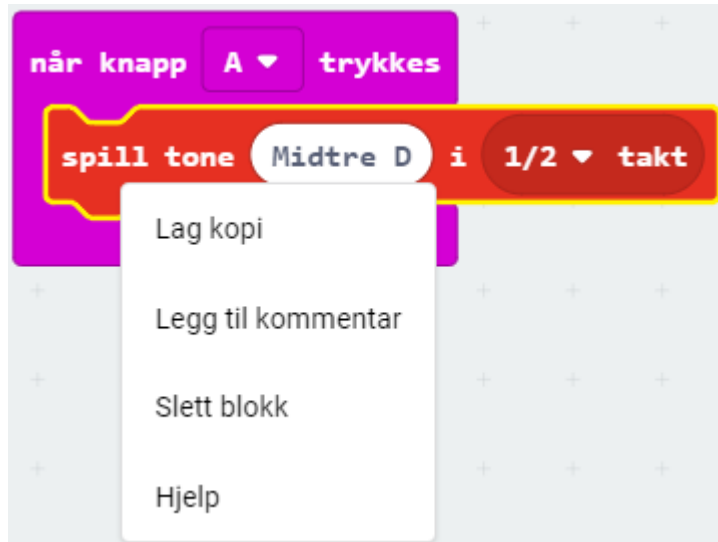 når knapp A trykkes
spill tone Midtre D i 1/2 takt
Lag kopi
Legg til kommentar
Slett blokk
Hjelp